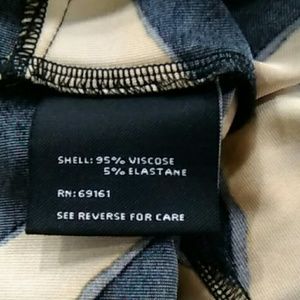 SHELL: 95% VISCOSE
5% ELASTANE
RN: 69161
SEE REVERSE FOR CARE